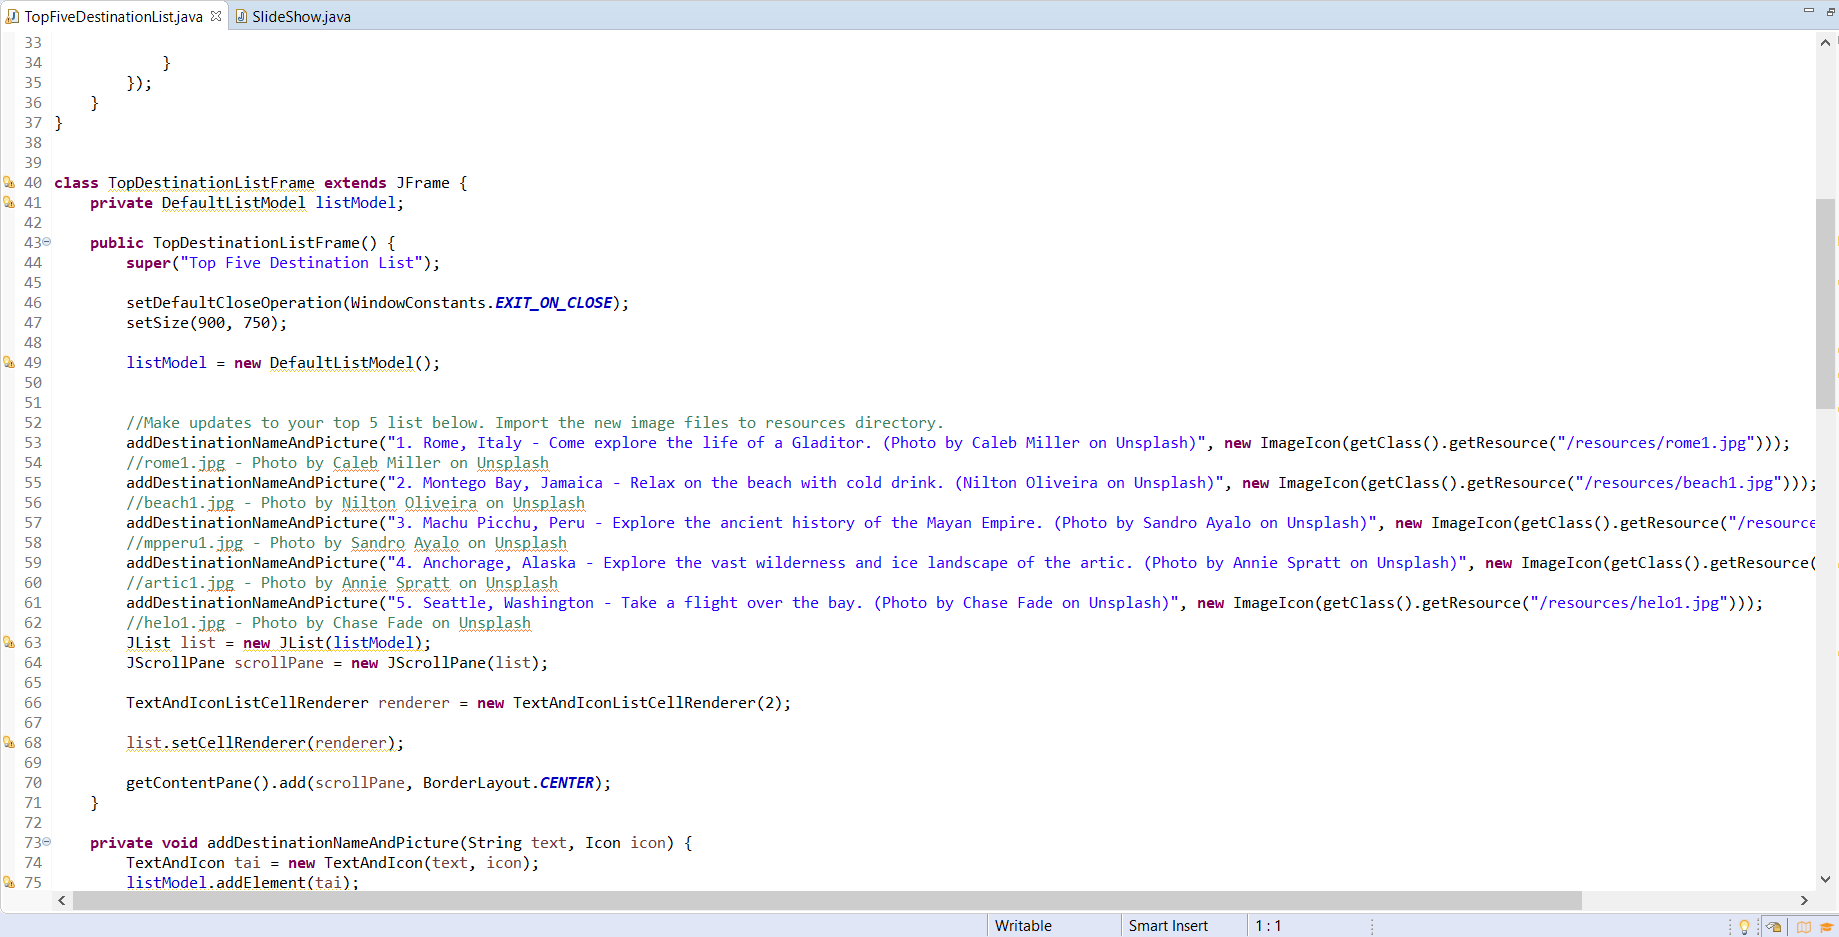 TopFiveDestinationList.java SlideShow.java
33
34             }
35         });
36     }
37 }
38
39
40 class TopDestinationListFrame extends JFrame {
41     private DefaultListModel listModel;
42
43     public TopDestinationListFrame() {
44         super("Top Five Destination List");
45
46         setDefaultCloseOperation(WindowConstants.EXIT_ON_CLOSE);
47         setSize(900, 750);
48
49         listModel = new DefaultListModel();
50
51
52         //Make updates to your top 5 list below. Import the new image files to resources directory.
53         addDestinationNameAndPicture("1. Rome, Italy - Come explore the life of a Gladitor. (Photo by Caleb Miller on Unsplash)", new ImageIcon(getClass().getResource("/resources/rome1.jpg")));
54         //rome1.jpg - Photo by Caleb Miller on Unsplash
55         addDestinationNameAndPicture("2. Montego Bay, Jamaica - Relax on the beach with cold drink. (Nilton Oliveira on Unsplash)", new ImageIcon(getClass().getResource("/resources/beach1.jpg")));
56         //beach1.jpg - Photo by Nilton Oliveira on Unsplash
57         addDestinationNameAndPicture("3. Machu Picchu, Peru - Explore the ancient history of the Mayan Empire. (Photo by Sandro Ayalo on Unsplash)", new ImageIcon(getClass().getResource("/resource
58         //mpperu1.jpg - Photo by Sandro Ayalo on Unsplash
59         addDestinationNameAndPicture("4. Anchorage, Alaska - Explore the vast wilderness and ice landscape of the artic. (Photo by Annie Spratt on Unsplash)", new ImageIcon(getClass().getResource(
60         //artic1.jpg - Photo by Annie Spratt on Unsplash
61         addDestinationNameAndPicture("5. Seattle, Washington - Take a flight over the bay. (Photo by Chase Fade on Unsplash)", new ImageIcon(getClass().getResource("/resources/helo1.jpg")));
62         //helo1.jpg - Photo by Chase Fade on Unsplash
63         JList list = new JList(listModel);
64         JScrollPane scrollPane = new JScrollPane(list);
65
66         TextAndIconListCellRenderer renderer = new TextAndIconListCellRenderer(2);
67
68         list.setCellRenderer(renderer);
69
70         getContentPane().add(scrollPane, BorderLayout.CENTER);
71     }
72
73     private void addDestinationNameAndPicture(String text, Icon icon) {
74         TextAndIcon tai = new TextAndIcon(text, icon);
75         listModel.addElement(tai);
Writable Smart Insert 1 : 1